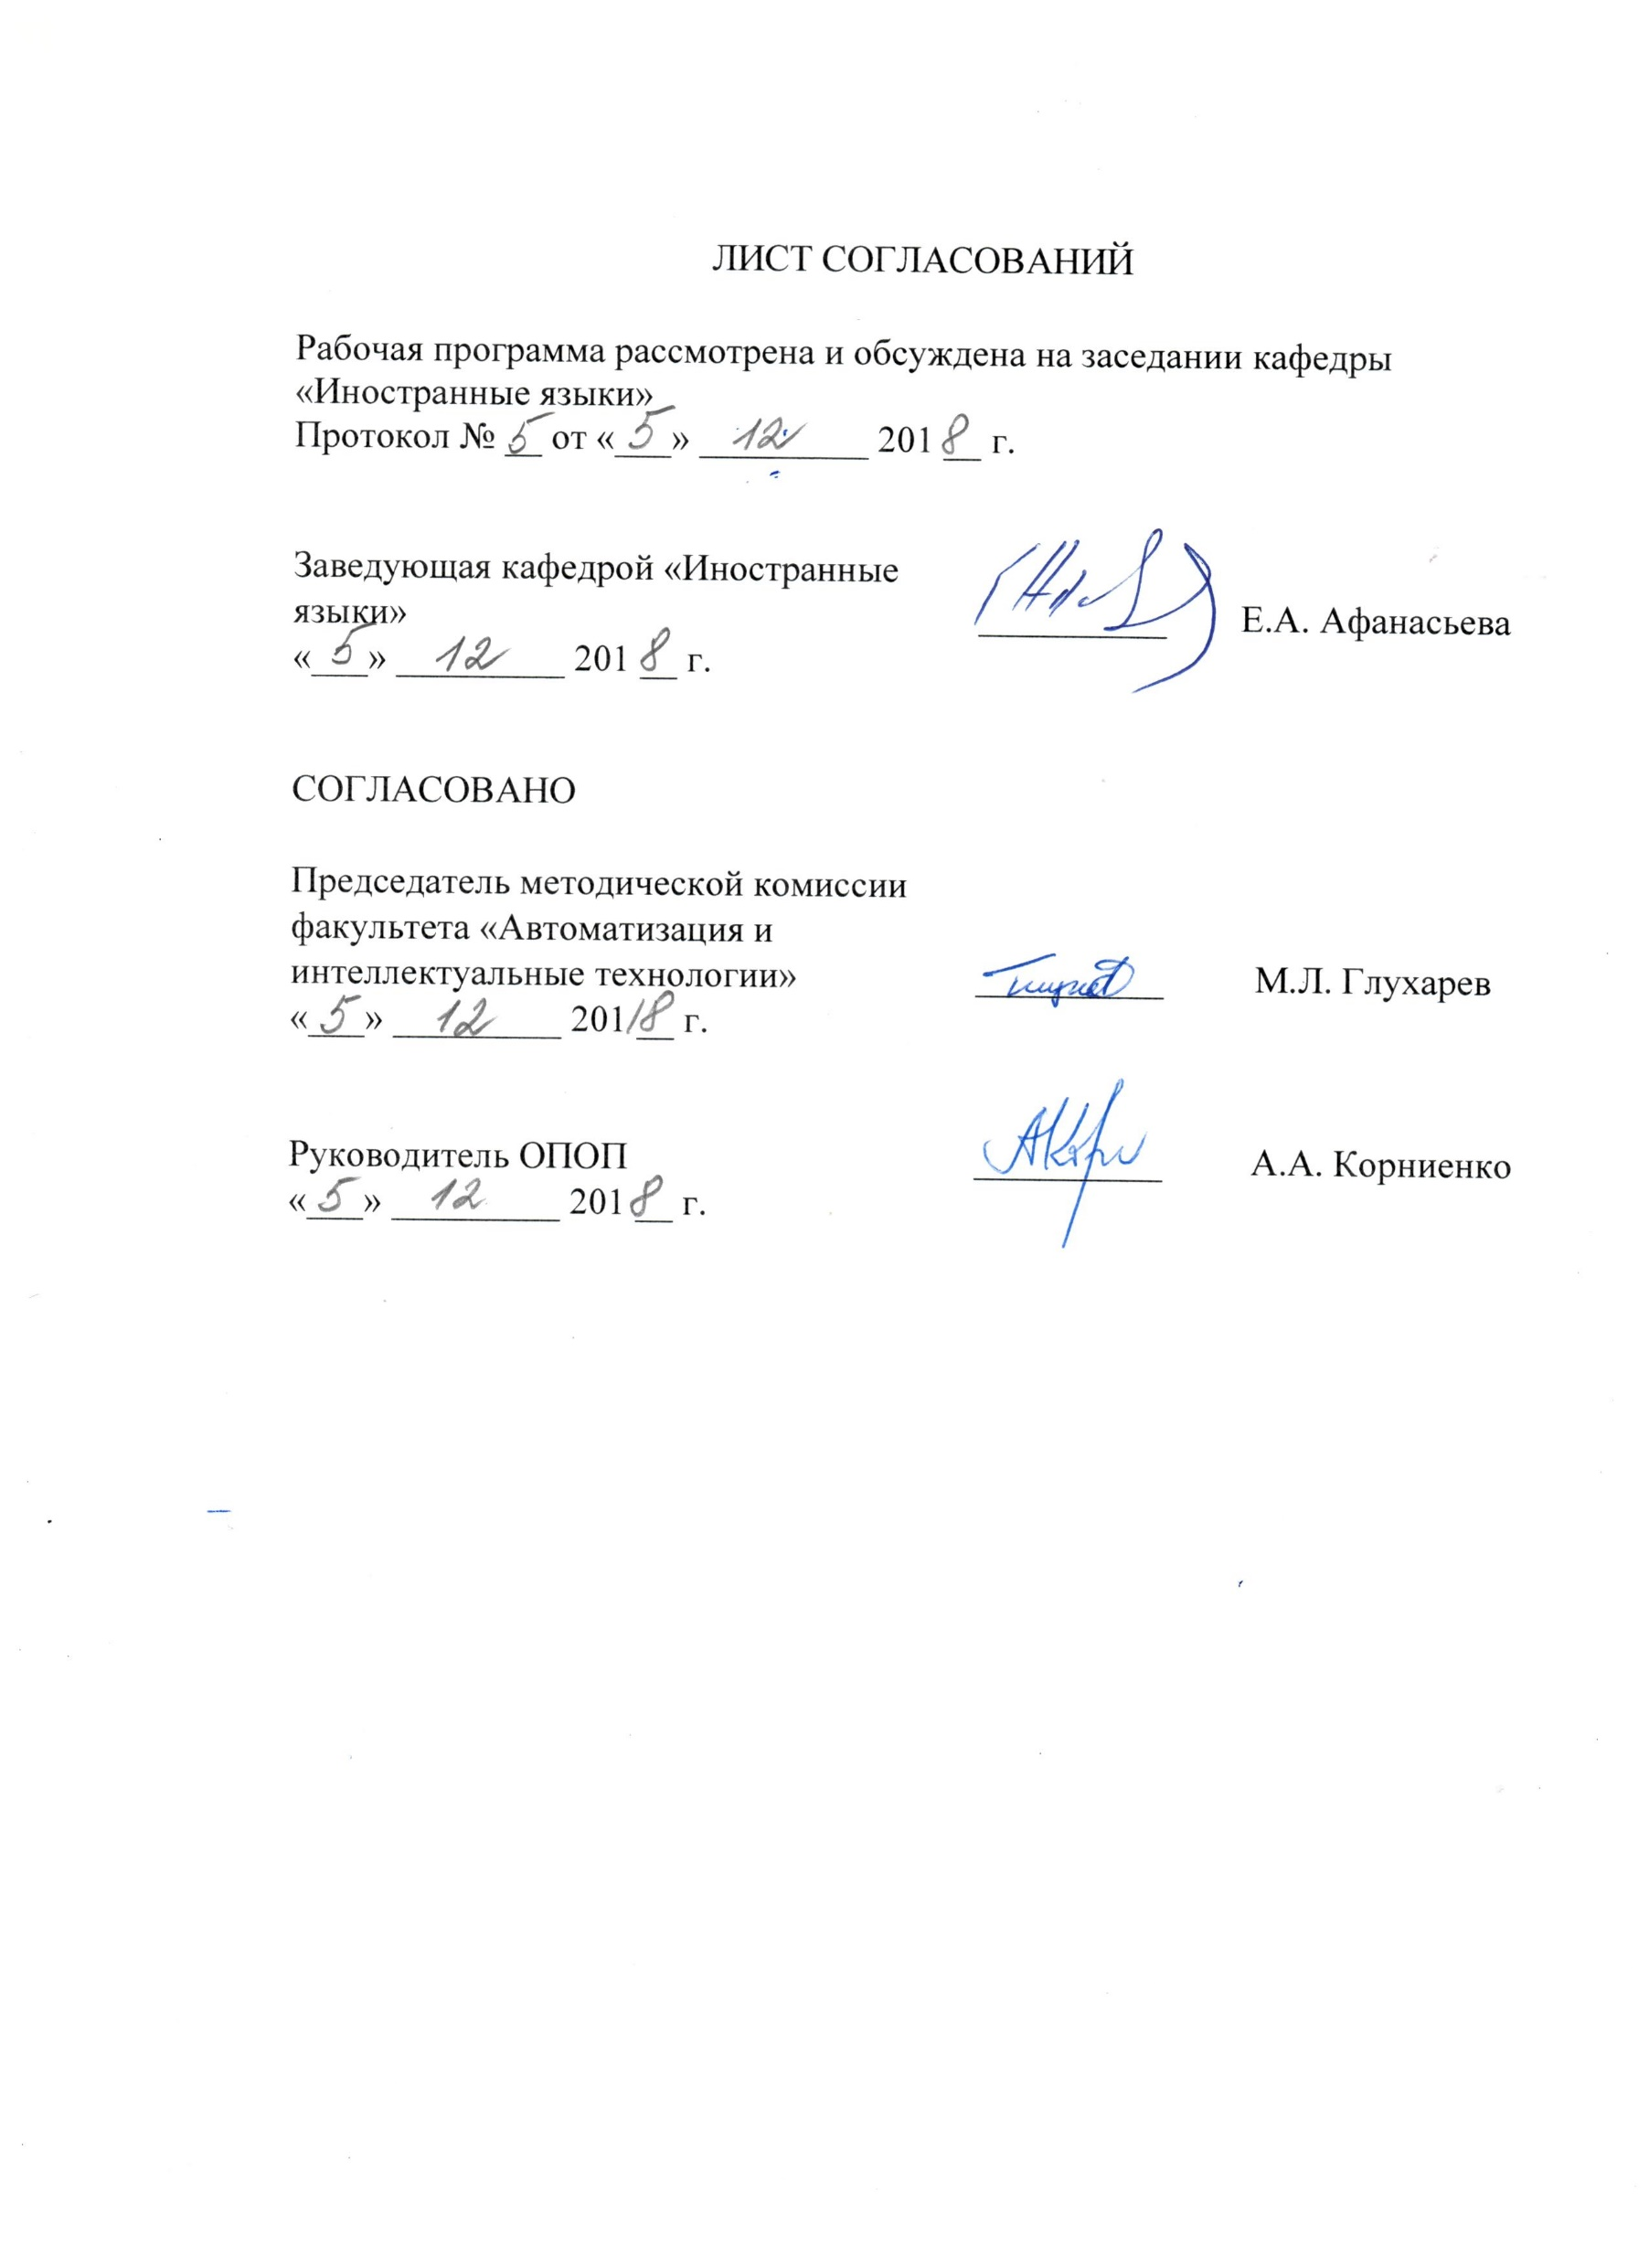 ЛИСТ СОГЛАСОВАНИЙ
Рабочая программа рассмотрена и обсуждена на заседании кафедры
«Иностранные языки»
Протокол № 5 от «5» 12 2018 г.
Заведующая кафедрой «Иностранные
языки» Е.А. Афанасьева
«5» 12 2018 г.
СОГЛАСОВАНО
Председатель методической комиссии
факультета «Автоматизация и
интеллектуальные технологии» М.Л. Глухарев
«5» 12 201/8 г.
Руководитель ОПОП А.А. Корниенко
«5» 12 2018 г.